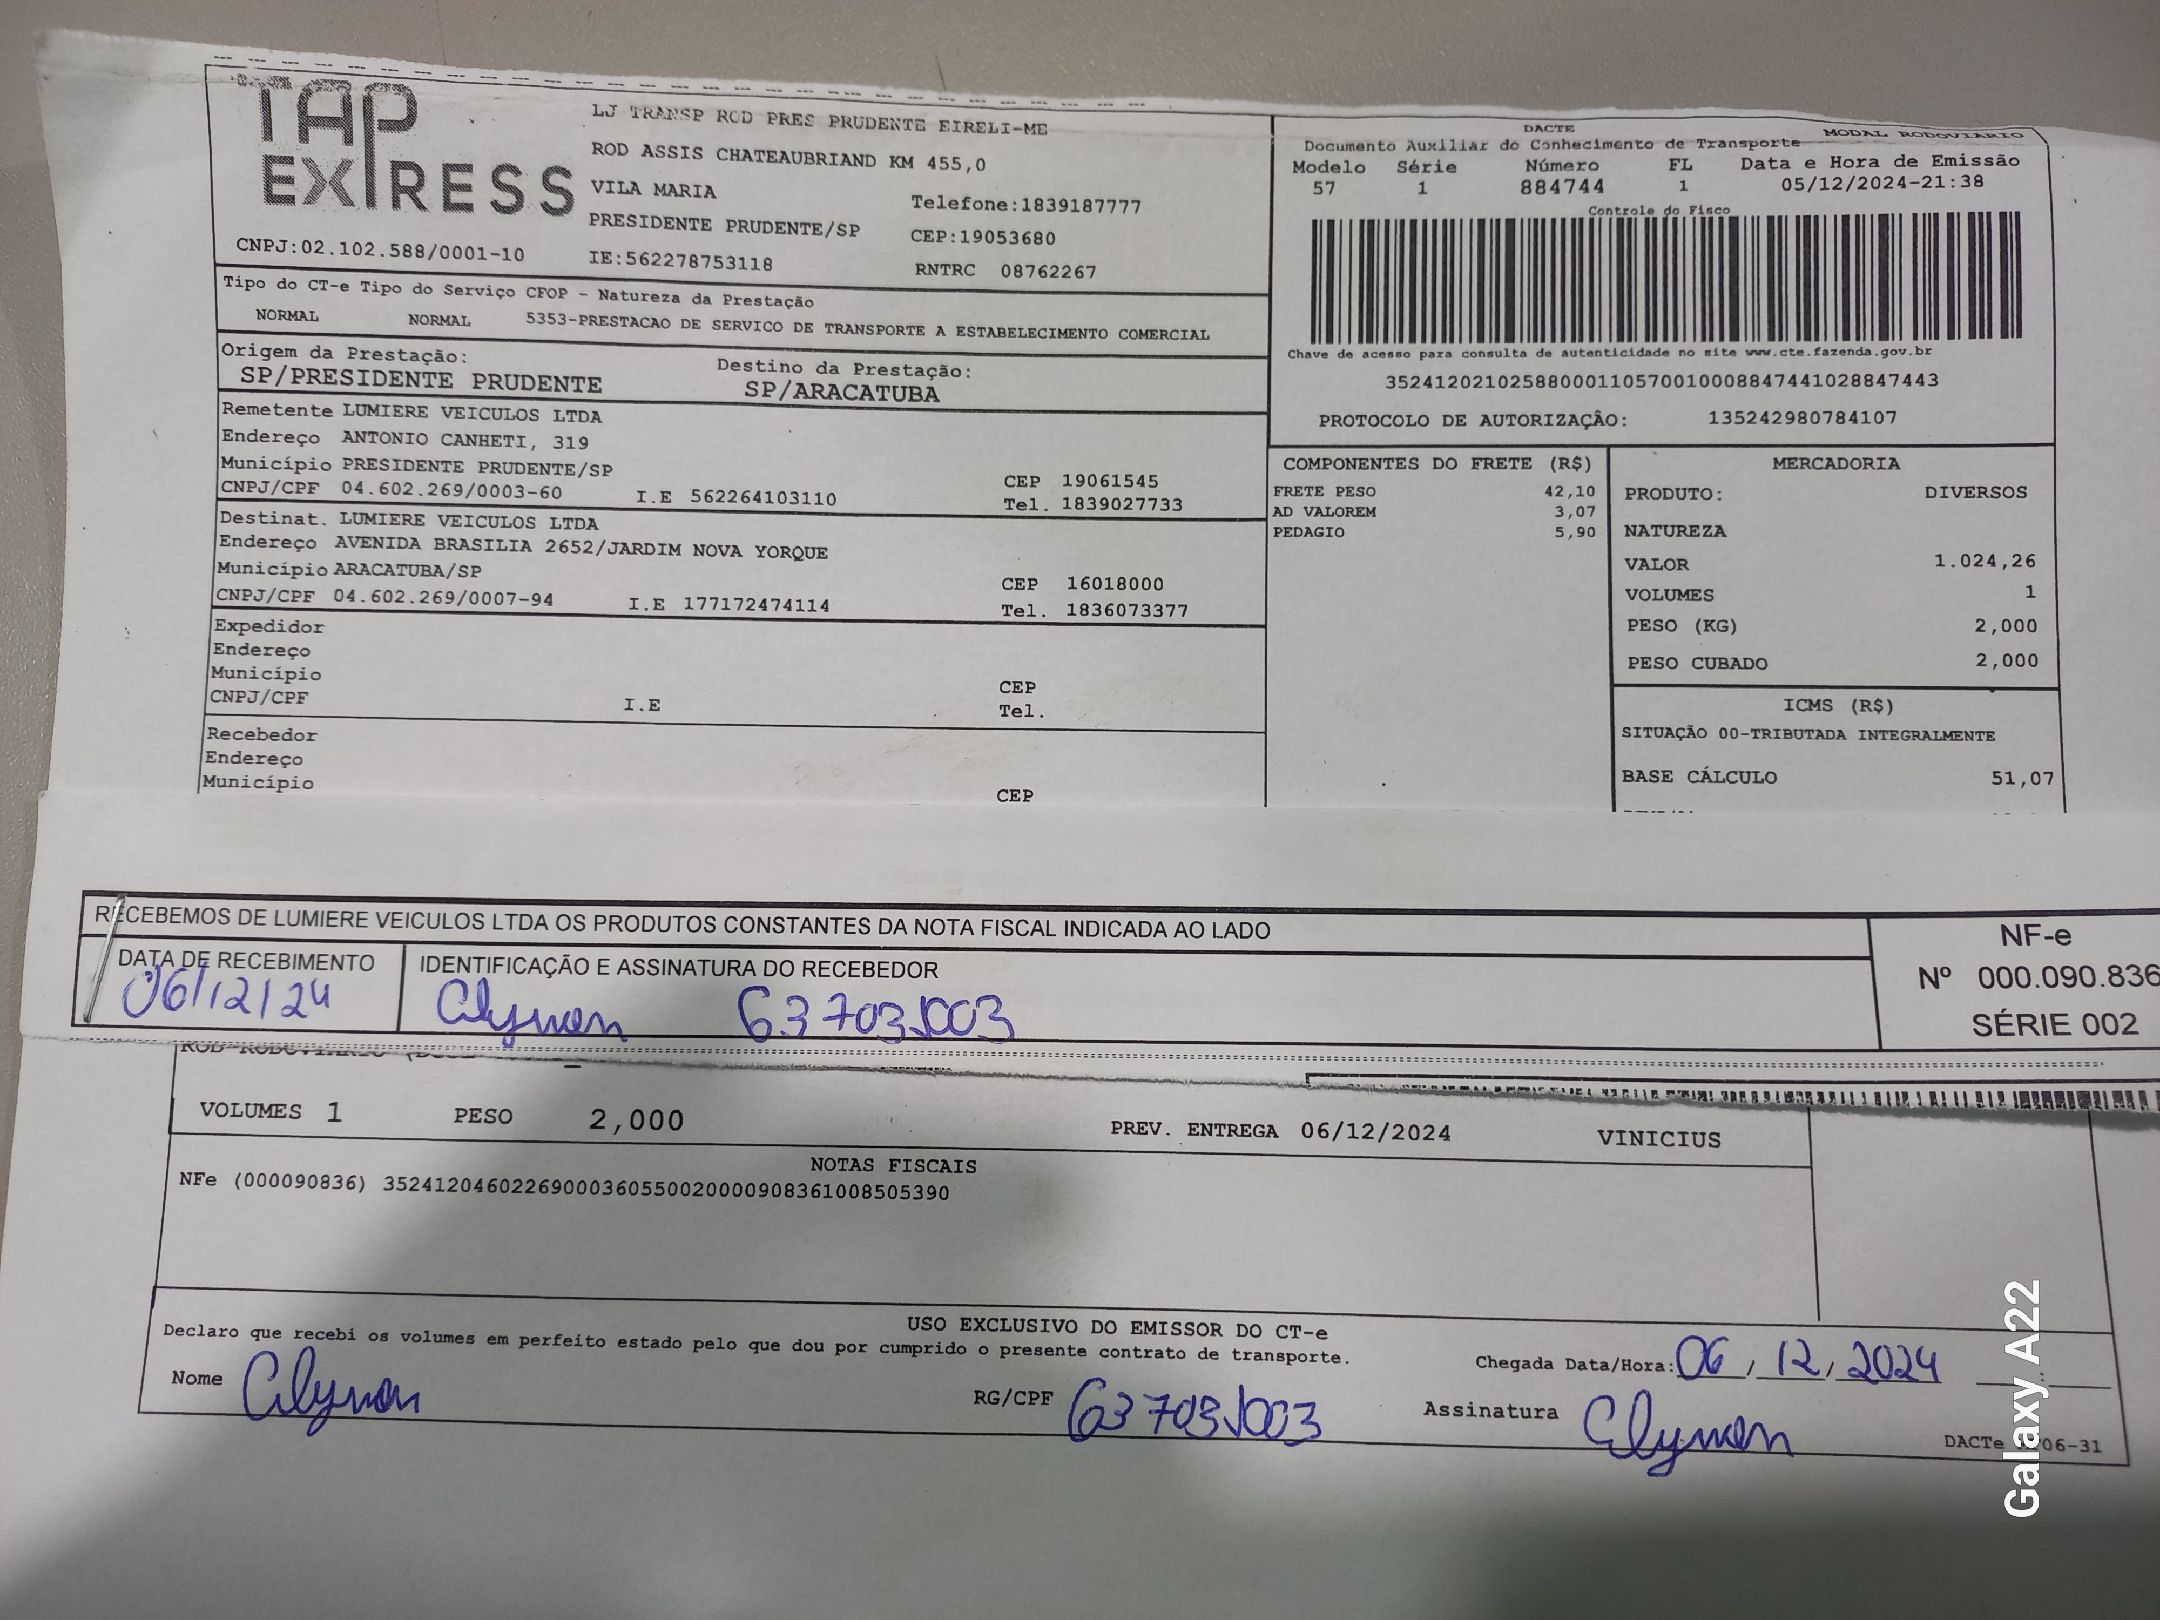 TAP
EXPRESS
LJ TRANSP ROD PRES PRUDENTE EIRELI-ME
ROD ASSIS CHATEAUBRIAND KM 455,0
VILA MARIA
Telefone:1839187777
PRESIDENTE PRUDENTE/SP
CEP:19053680
CNPJ:02.102.588/0001-10
IE:562278753118
RNTRC 08762267
DACTE
MODAL RODOVIÁRIO
Documento Auxiliar do Conhecimento de Transporte
Modelo Série Número FL Data e Hora de Emissão
57 1 884744 1 05/12/2024-21:38
Controle do Fisco
Chave de acesso para consulta de autenticidade no site www.cte.fazenda.gov.br
35241202102588000110570010008847441028847443
PROTOCOLO DE AUTORIZAÇÂO: 135242980784107
Tipo do CT-e Tipo do Serviço CFOP - Natureza da Prestação
NORMAL NORMAL 5353-PRESTACAO DE SERVICO DE TRANSPORTE A ESTABELECIMENTO COMERCIAL
Origem da Prestação: Destino da Prestação:
SP/PRESIDENTE PRUDENTE SP/ARACATUBA
Remetente LUMIERE VEICULOS LTDA
Endereço ANTONIO CANHETI, 319
Município PRESIDENTE PRUDENTE/SP CEP 19061545
CNPJ/CPF 04.602.269/0003-60 I.E 562264103110 Tel. 1839027733
Destinat. LUMIERE VEICULOS LTDA
Endereço AVENIDA BRASILIA 2652/JARDIM NOVA YORQUE
Município ARACATUBA/SP CEP 16018000
CNPJ/CPF 04.602.269/0007-94 I.E 177172474114 Tel. 1836073377
Expedidor
Endereço
Município CEP
CNPJ/CPF I.E Tel.
Recebedor
Endereço
Município CEP
COMPONENTES DO FRETE (R$)
FRETE PESO 42,10
AD VALOREM 3,07
PEDAGIO 5,90
MERCADORIA
PRODUTO: DIVERSOS
NATUREZA
VALOR 1.024,26
VOLUMES 1
PESO (KG) 2,000
PESO CUBADO 2,000
ICMS (R$)
SITUAÇÃO 00-TRIBUTADA INTEGRALMENTE
BASE CÁLCULO 51,07
RECEBEMOS DE LUMIERE VEICULOS LTDA OS PRODUTOS CONSTANTES DA NOTA FISCAL INDICADA AO LADO
DATA DE RECEBIMENTO IDENTIFICAÇÃO E ASSINATURA DO RECEBEDOR
06/12/24
NF-e
Nº 000.090.836
SÉRIE 002
VOLUMES 1 PESO 2,000 PREV. ENTREGA 06/12/2024 VINICIUS
NOTAS FISCAIS
NFe (000090836) 35241204602269000360550020000908361008505390
USO EXCLUSIVO DO EMISSOR DO CT-e
Declaro que recebi os volumes em perfeito estado pelo que dou por cumprido o presente contrato de transporte.
Chegada Data/Hora: 06/12/2024
Nome RG/CPF Assinatura
DACTe 06-31
Galaxy A22